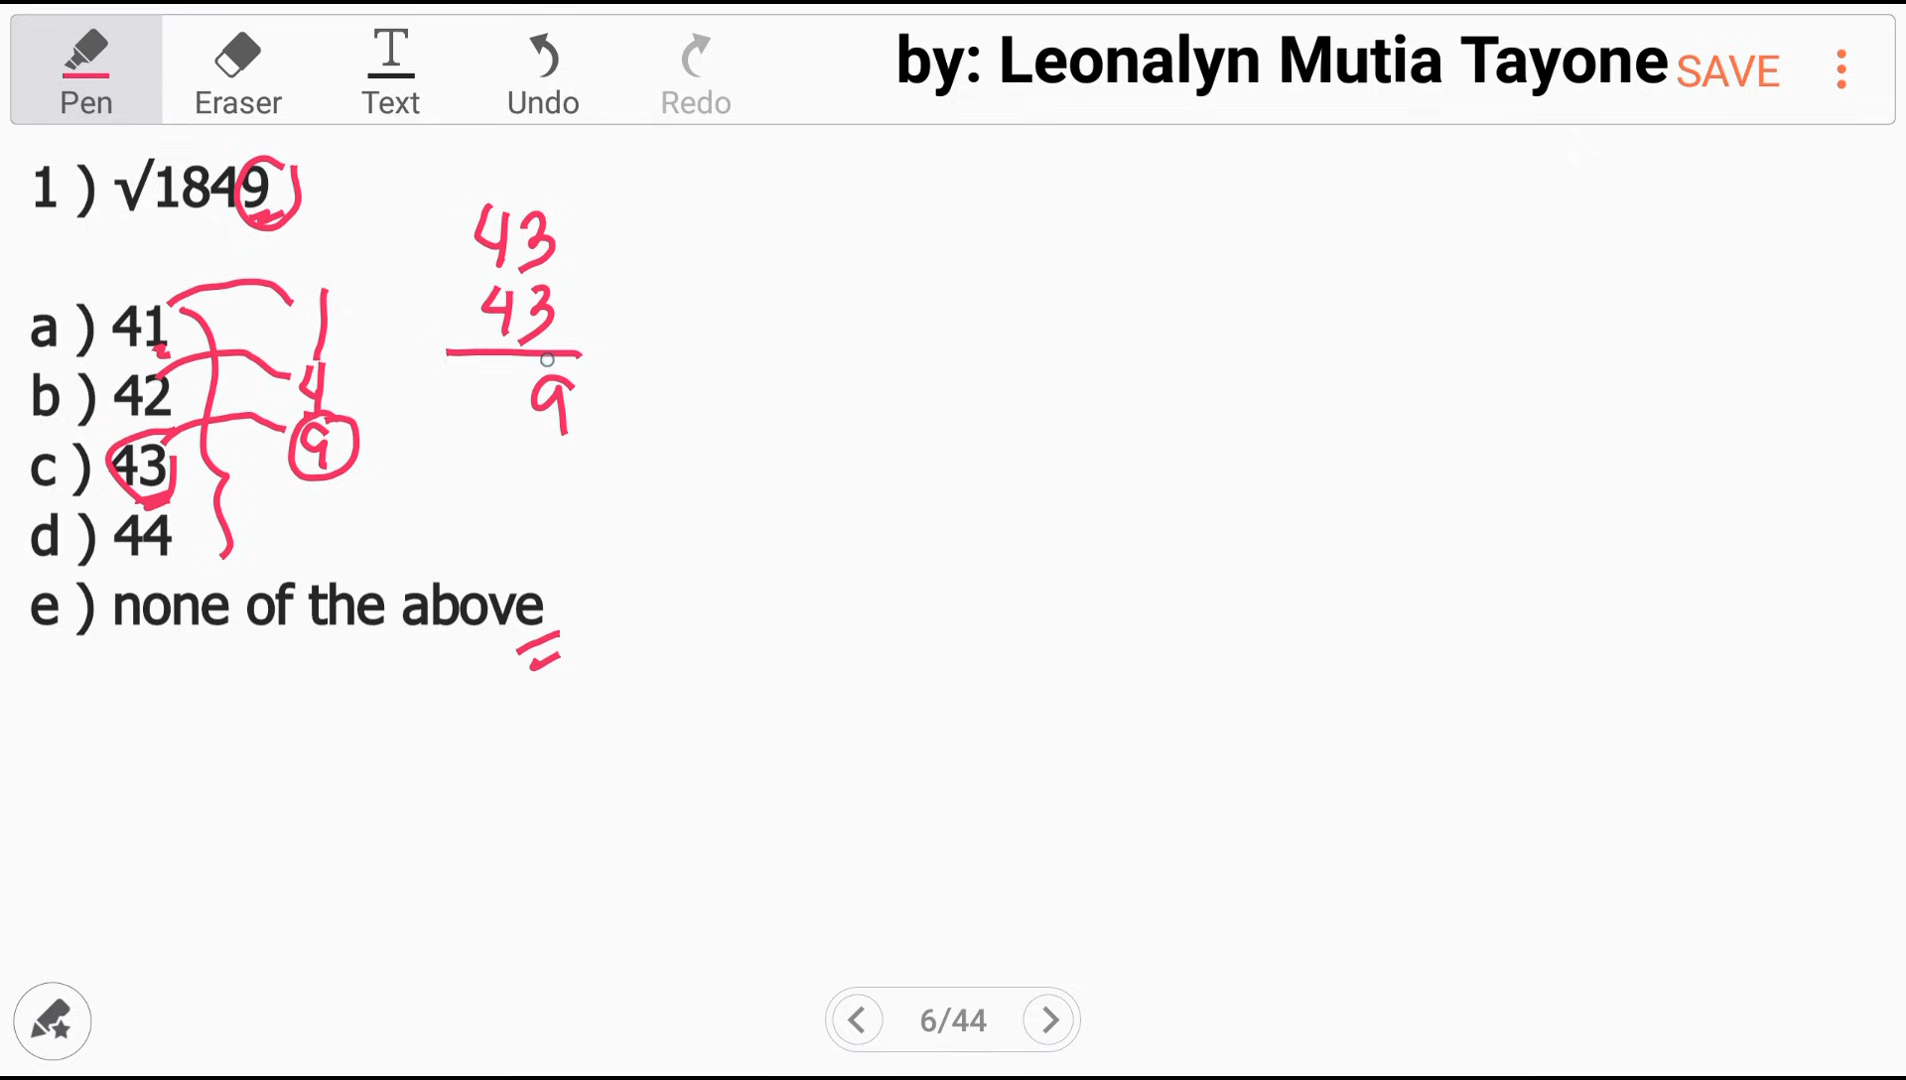 by: Leonalyn Mutia Tayone SAVE
Pen Eraser Text Undo Redo
1 ) √1849
43
43
9
a ) 41 1
b ) 42 4
c ) 43 9
d ) 44
e ) none of the above
6/44